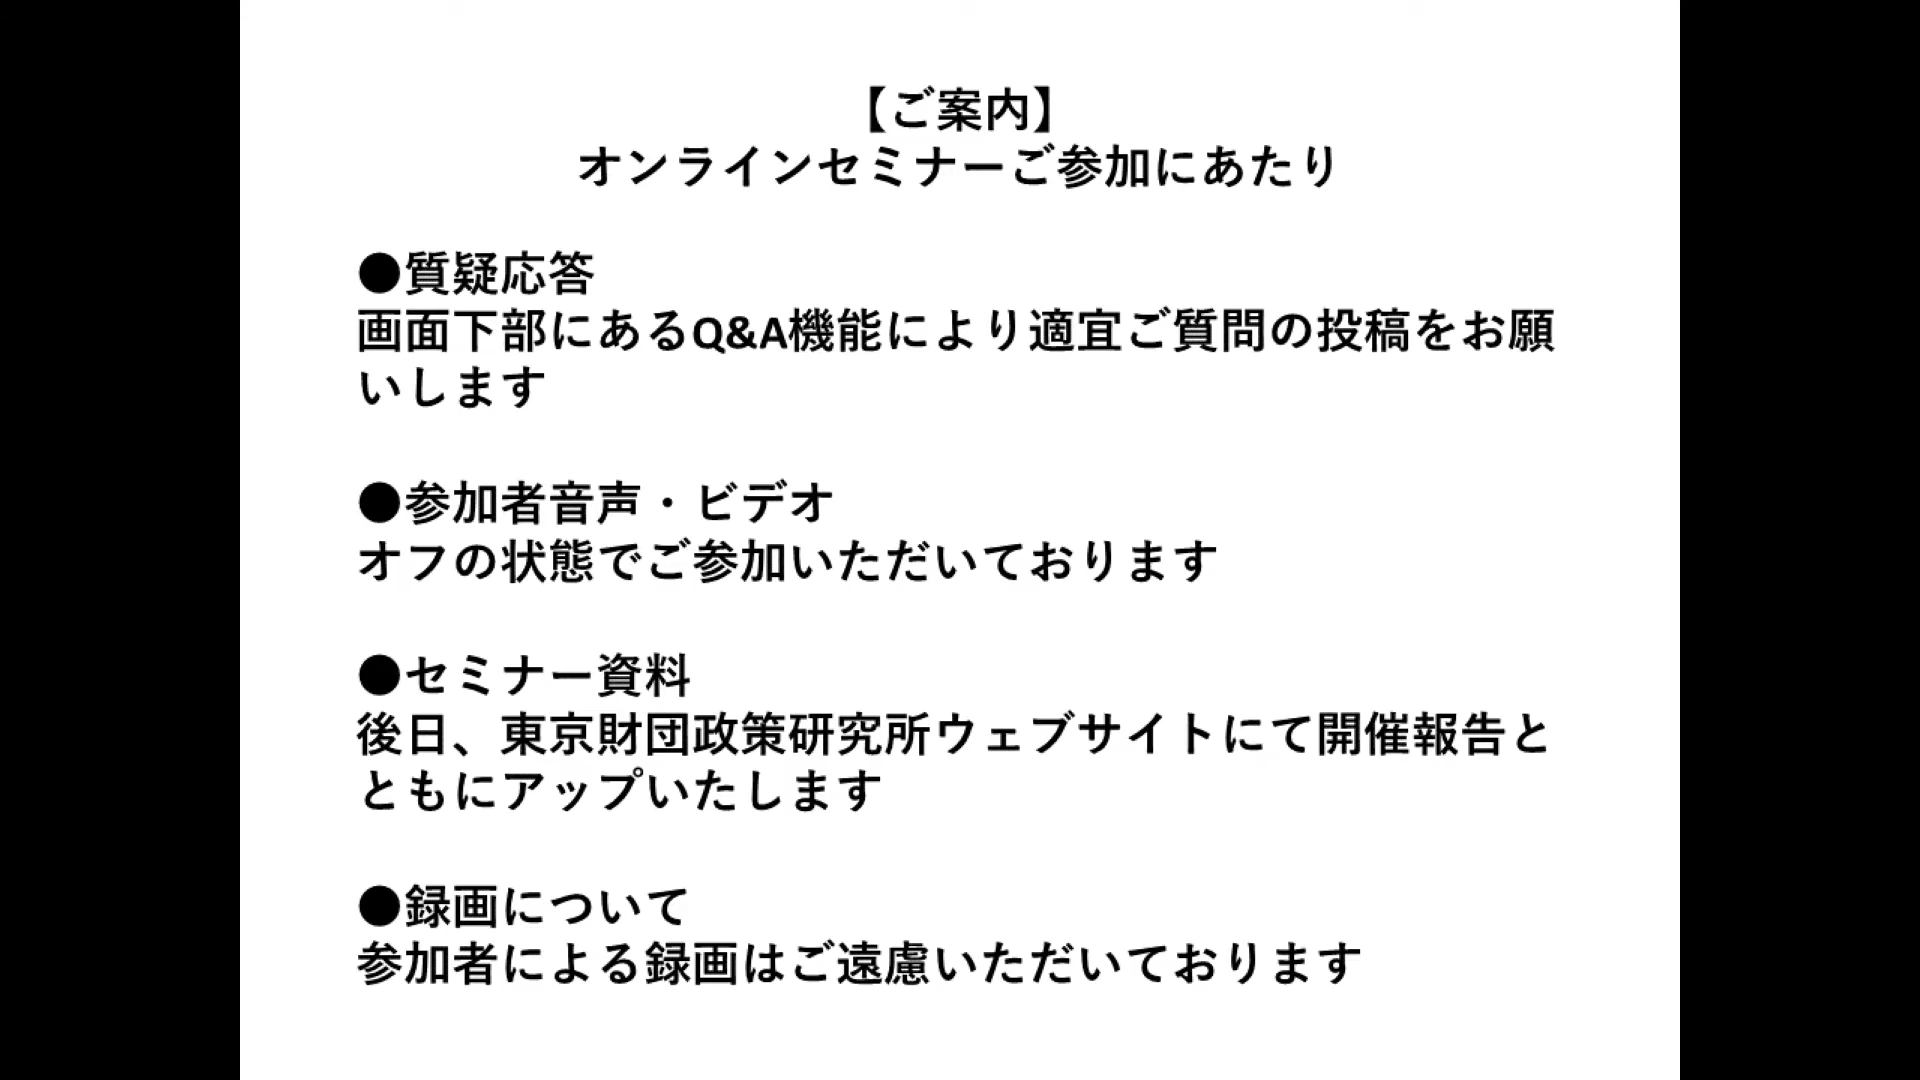 【ご案内】
オンラインセミナーご参加にあたり
●質疑応答
画面下部にあるQ&A機能により適宜ご質問の投稿をお願
いします
●参加者音声・ビデオ
オフの状態でご参加いただいております
●セミナー資料
後日、東京財団政策研究所ウェブサイトにて開催報告と
ともにアップいたします
●録画について
参加者による録画はご遠慮いただいております